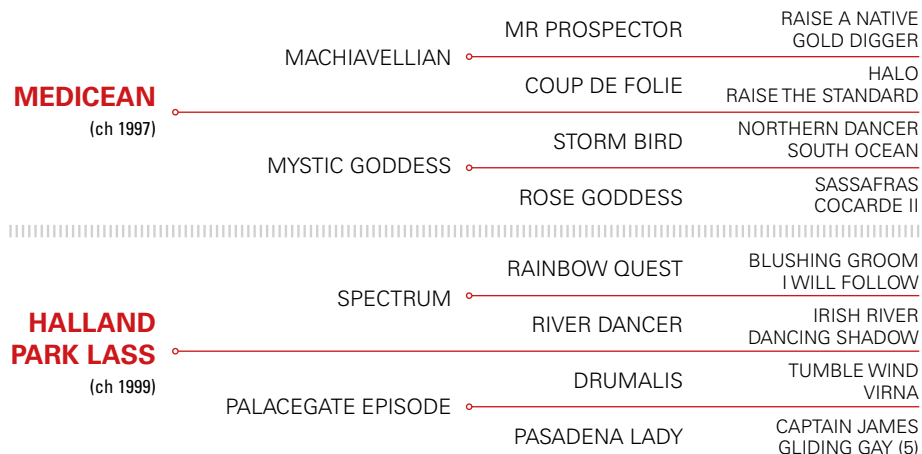 MEDICEAN
(ch 1997)
MACHIAVELLIAN
MR PROSPECTOR
RAISE A NATIVE
GOLD DIGGER
COUP DE FOLIE
HALO
RAISE THE STANDARD
MYSTIC GODDESS
STORM BIRD
NORTHERN DANCER
SOUTH OCEAN
ROSE GODDESS
SASSAFRAS
COCARDE II
HALLAND
PARK LASS
(ch 1999)
SPECTRUM
RAINBOW QUEST
BLUSHING GROOM
I WILL FOLLOW
RIVER DANCER
IRISH RIVER
DANCING SHADOW
PALACEGATE EPISODE
DRUMALIS
TUMBLE WIND
VIRNA
PASADENA LADY
CAPTAIN JAMES
GLIDING GAY (5)